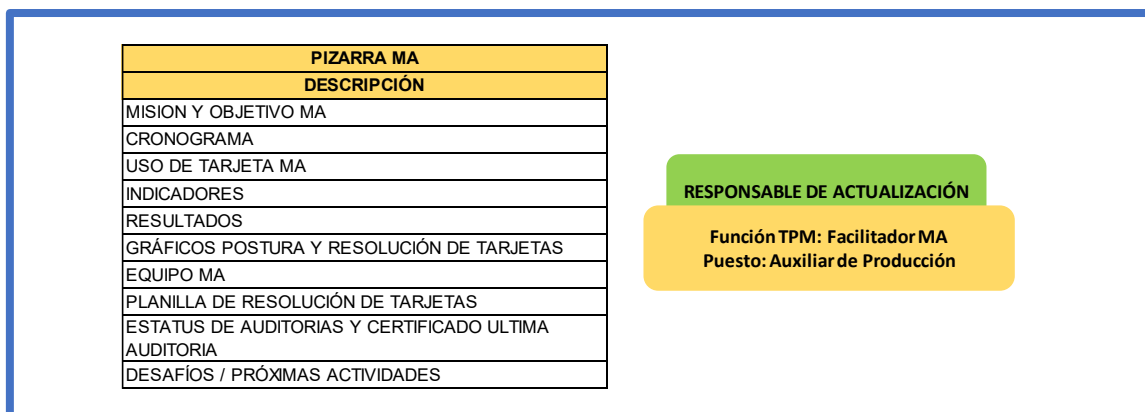 PIZARRA MA
DESCRIPCIÓN
MISION Y OBJETIVO MA
CRONOGRAMA
USO DE TARJETA MA
INDICADORES
RESULTADOS
GRÁFICOS POSTURA Y RESOLUCIÓN DE TARJETAS
EQUIPO MA
PLANILLA DE RESOLUCIÓN DE TARJETAS
ESTATUS DE AUDITORIAS Y CERTIFICADO ULTIMA
AUDITORIA
DESAFÍOS / PRÓXIMAS ACTIVIDADES
RESPONSABLE DE ACTUALIZACIÓN
Función TPM: Facilitador MA
Puesto: Auxiliar de Producción